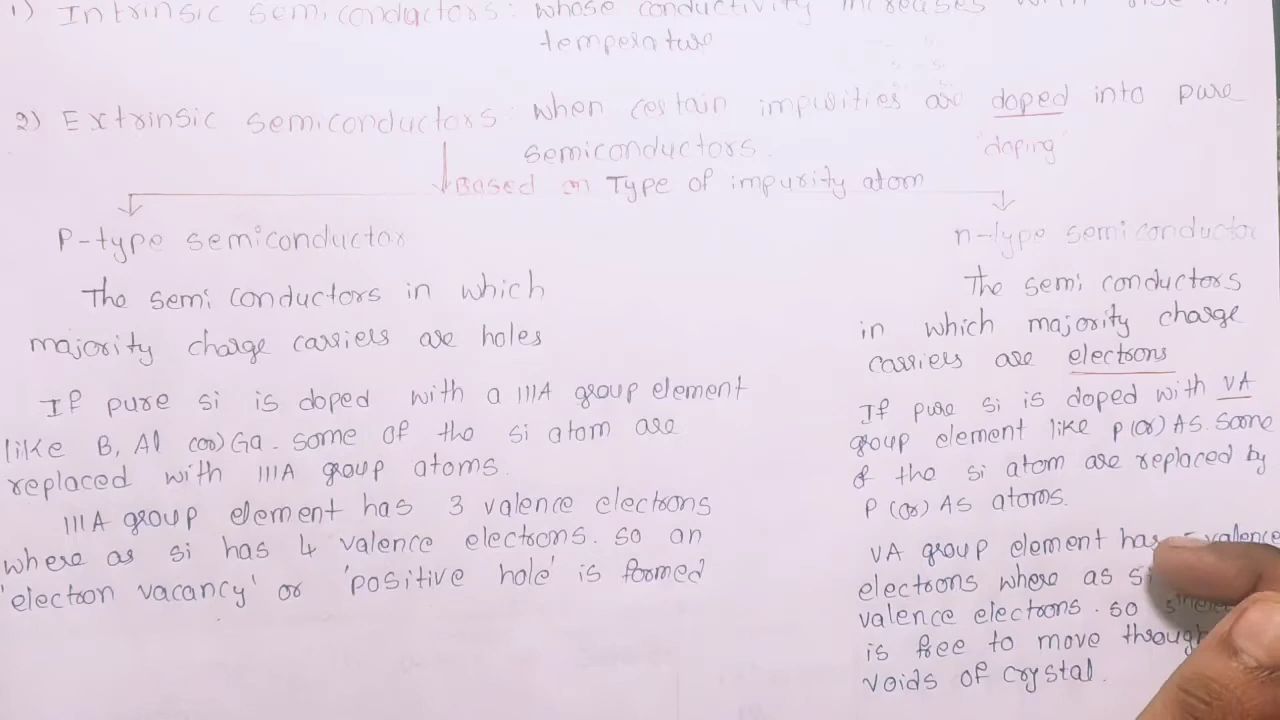 1) Intrinsic semiconductors: whose conductivity increases with rise in
temperature
2) Extrinsic semiconductors: when certain impurities are doped into pure
semiconductors.
'doping'
Based on Type of impurity atom
P-type semiconductor
The semi conductors in which
majority charge carriers are holes
If pure si is doped with a IIIA group element
like B, Al (or) Ga. some of the si atom are
replaced with IIIA group atoms.
IIIA group element has 3 valence electrons
where as si has 4 valence electrons. so an
'electron vacancy' or 'positive hole' is formed
n-type semiconductor
The semi conductors
in which majority charge
carriers are electrons
If pure si is doped with VA
group element like P (or) AS. some
of the si atom are replaced by
P (or) AS atoms.
VA group element has valence
electrons where as si
valence electrons. so 5th
is free to move through
voids of crystal.